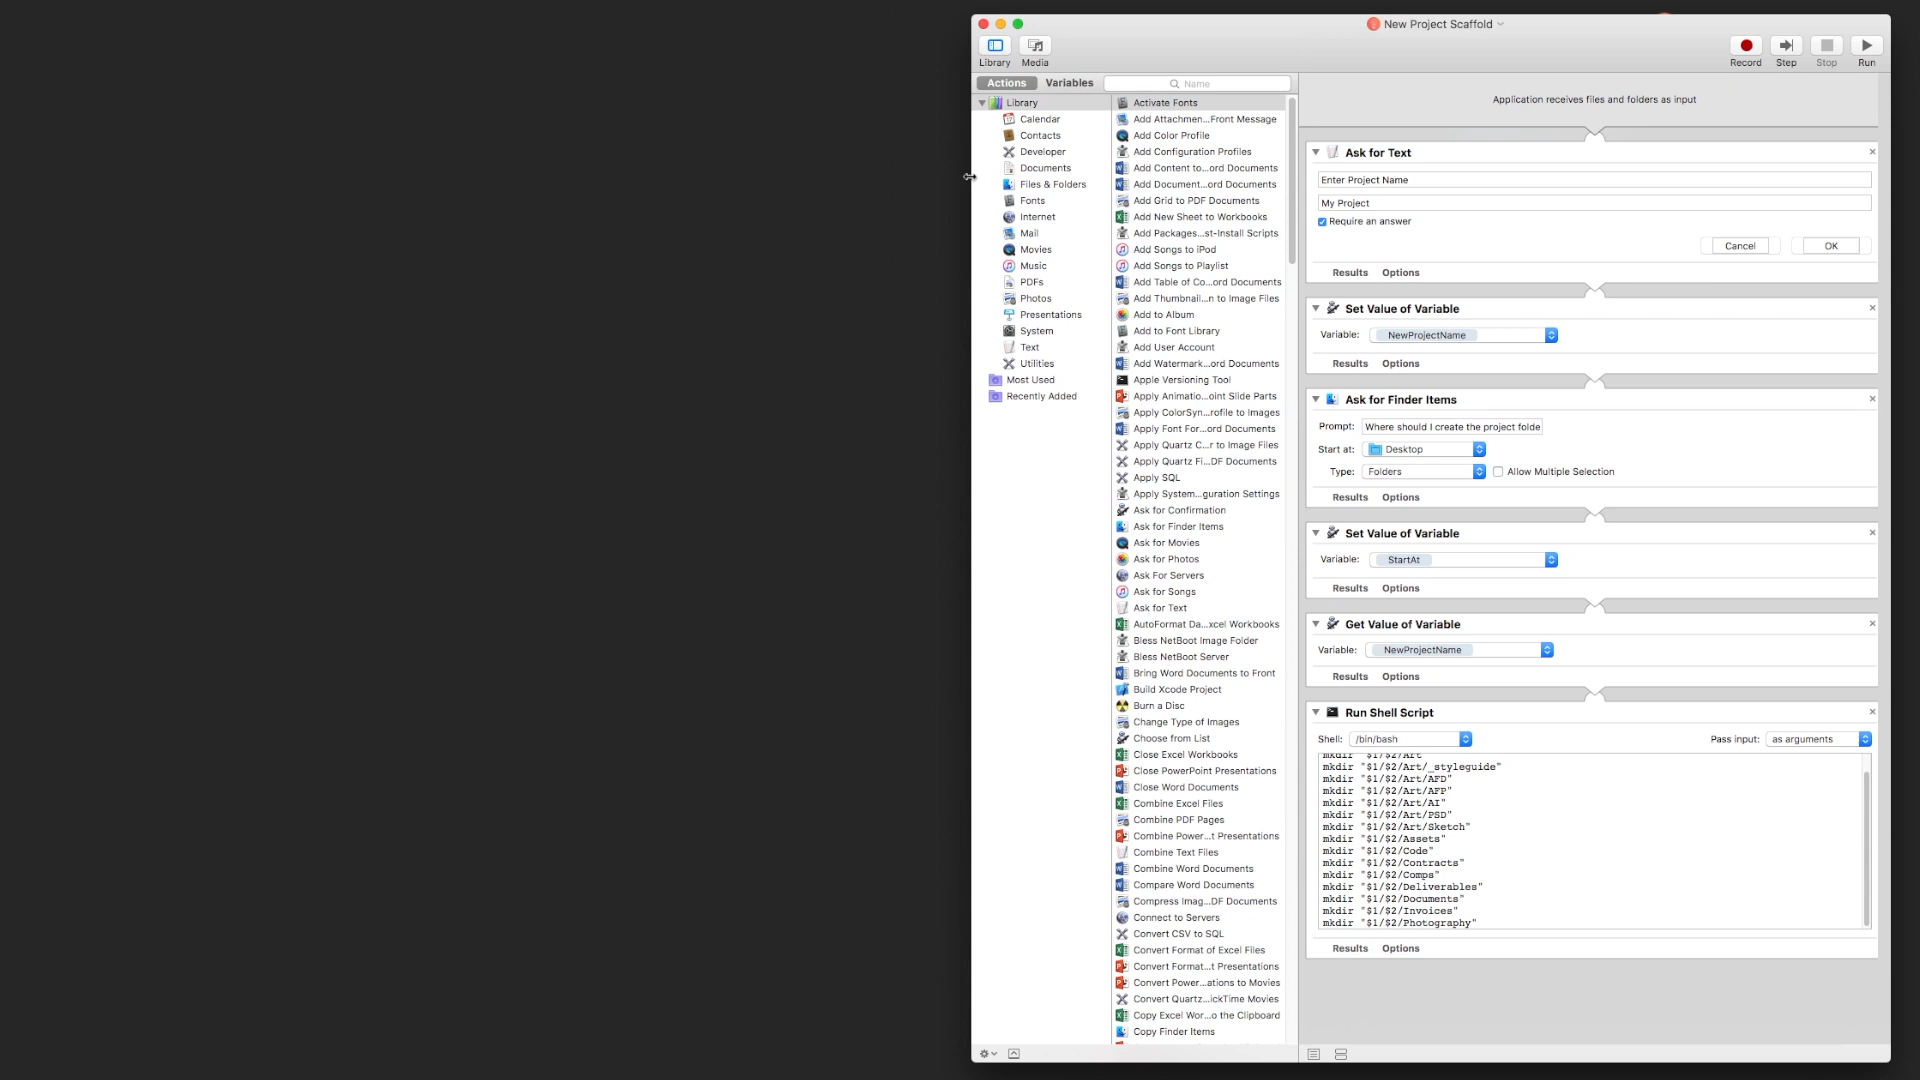 New Project Scaffold
Library
Media
Record
Step
Stop
Run
Actions
Variables
Name
Library
Calendar
Contacts
Developer
Documents
Files & Folders
Fonts
Internet
Mail
Movies
Music
PDFs
Photos
Presentations
System
Text
Utilities
Most Used
Recently Added
Activate Fonts
Add Attachmen...Front Message
Add Color Profile
Add Configuration Profiles
Add Content to...ord Documents
Add Document...ord Documents
Add Grid to PDF Documents
Add New Sheet to Workbooks
Add Packages...st-Install Scripts
Add Songs to iPod
Add Songs to Playlist
Add Table of Co...ord Documents
Add Thumbnail...n to Image Files
Add to Album
Add to Font Library
Add User Account
Add Watermark...ord Documents
Apple Versioning Tool
Apply Animatio...oint Slide Parts
Apply ColorSyn...rofile to Images
Apply Font For...ord Documents
Apply Quartz C...r to Image Files
Apply Quartz Fi...DF Documents
Apply SQL
Apply System...guration Settings
Ask for Confirmation
Ask for Finder Items
Ask for Movies
Ask for Photos
Ask For Servers
Ask for Songs
Ask for Text
AutoFormat Da...xcel Workbooks
Bless NetBoot Image Folder
Bless NetBoot Server
Bring Word Documents to Front
Build Xcode Project
Burn a Disc
Change Type of Images
Choose from List
Close Excel Workbooks
Close PowerPoint Presentations
Close Word Documents
Combine Excel Files
Combine PDF Pages
Combine Power...t Presentations
Combine Text Files
Combine Word Documents
Compare Word Documents
Compress Imag...DF Documents
Connect to Servers
Convert CSV to SQL
Convert Format of Excel Files
Convert Format...t Presentations
Convert Power...ations to Movies
Convert Quartz...ickTime Movies
Copy Excel Wor...o the Clipboard
Copy Finder Items
Application receives files and folders as input
Ask for Text
Enter Project Name
My Project
Require an answer
Cancel
OK
Results Options
Set Value of Variable
Variable: NewProjectName
Results Options
Ask for Finder Items
Prompt: Where should I create the project folde
Start at: Desktop
Type: Folders Allow Multiple Selection
Results Options
Set Value of Variable
Variable: StartAt
Results Options
Get Value of Variable
Variable: NewProjectName
Results Options
Run Shell Script
Shell: /bin/bash Pass input: as arguments
mkdir "$1/$2/Art"
mkdir "$1/$2/Art/_styleguide"
mkdir "$1/$2/Art/AFD"
mkdir "$1/$2/Art/AFP"
mkdir "$1/$2/Art/AI"
mkdir "$1/$2/Art/PSD"
mkdir "$1/$2/Art/Sketch"
mkdir "$1/$2/Assets"
mkdir "$1/$2/Code"
mkdir "$1/$2/Contracts"
mkdir "$1/$2/Comps"
mkdir "$1/$2/Deliverables"
mkdir "$1/$2/Documents"
mkdir "$1/$2/Invoices"
mkdir "$1/$2/Photography"
Results Options